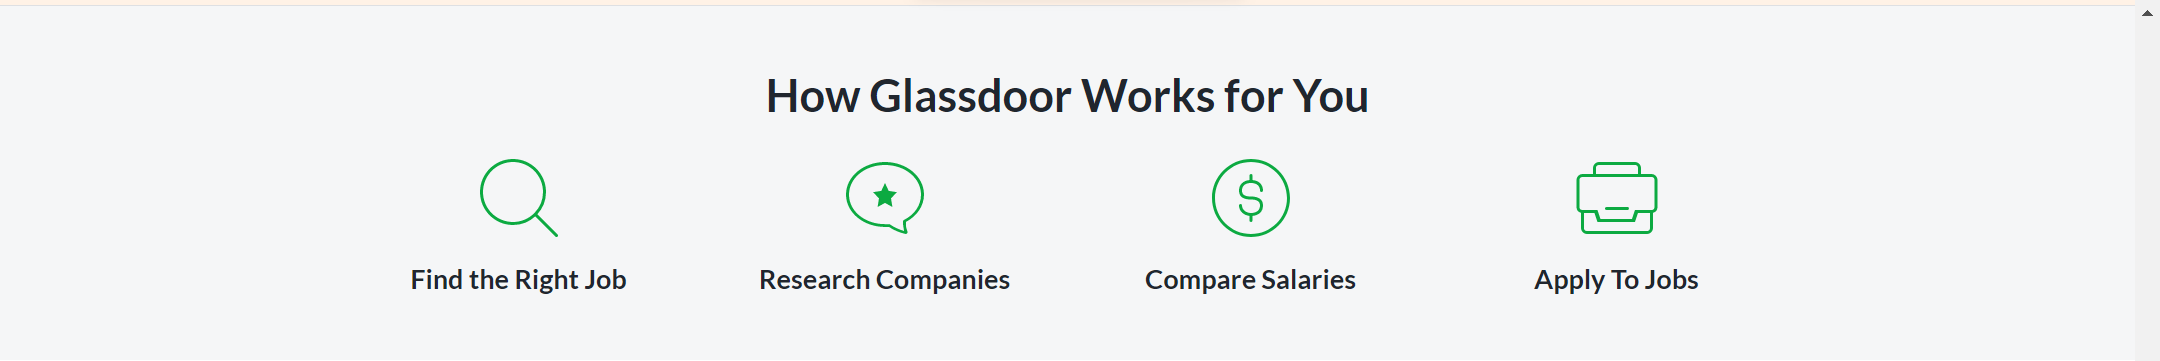 How Glassdoor Works for You
Find the Right Job
Research Companies
Compare Salaries
Apply To Jobs